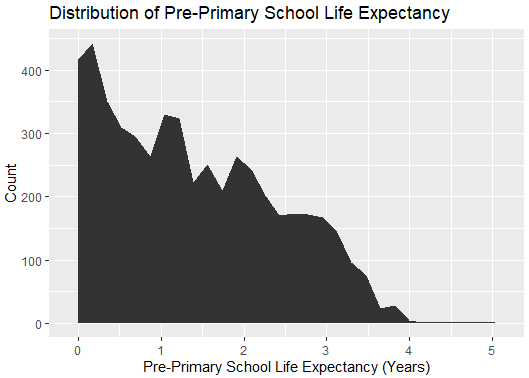 Distribution of Pre-Primary School Life Expectancy
Count
400
300
200
100
0
0 1 2 3 4 5
Pre-Primary School Life Expectancy (Years)